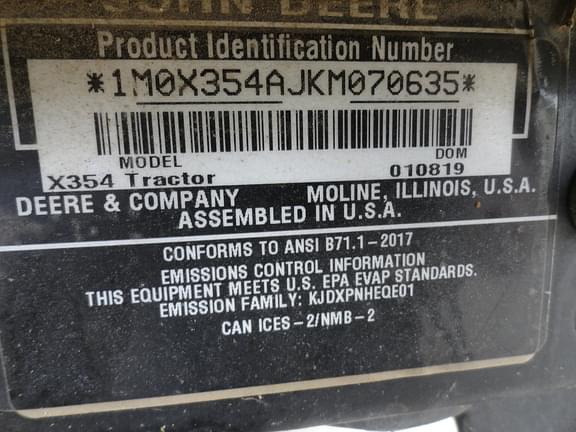 JOHN DEERE
Product Identification Number
*1M0X354AJKM070635*
MODEL DOM
X354 Tractor 010819
DEERE & COMPANY MOLINE, ILLINOIS, U.S.A.
ASSEMBLED IN U.S.A.
CONFORMS TO ANSI B71.1-2017
EMISSIONS CONTROL INFORMATION
THIS EQUIPMENT MEETS U.S. EPA EVAP STANDARDS.
EMISSION FAMILY: KJDXPNHEQE01
CAN ICES-2/NMB-2